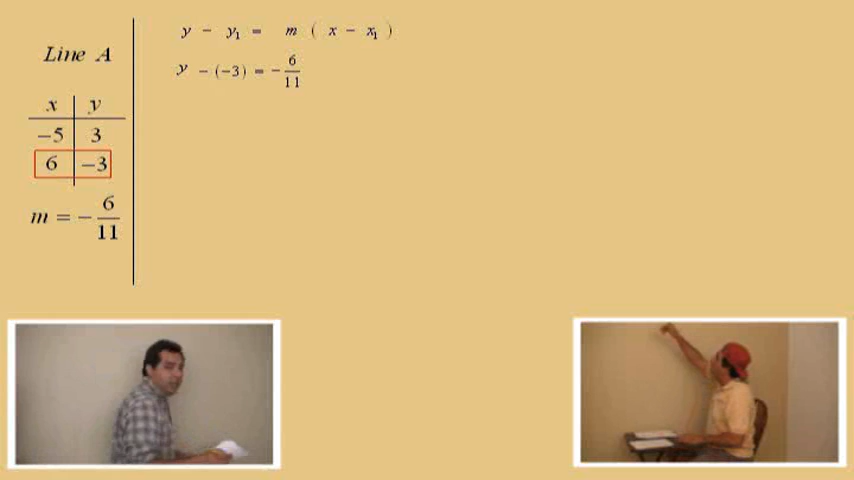 Line A
x y
−5 3
6 −3
m = − 6/11
y − y₁ = m ( x − x₁ )
y − (−3) = − 6/11